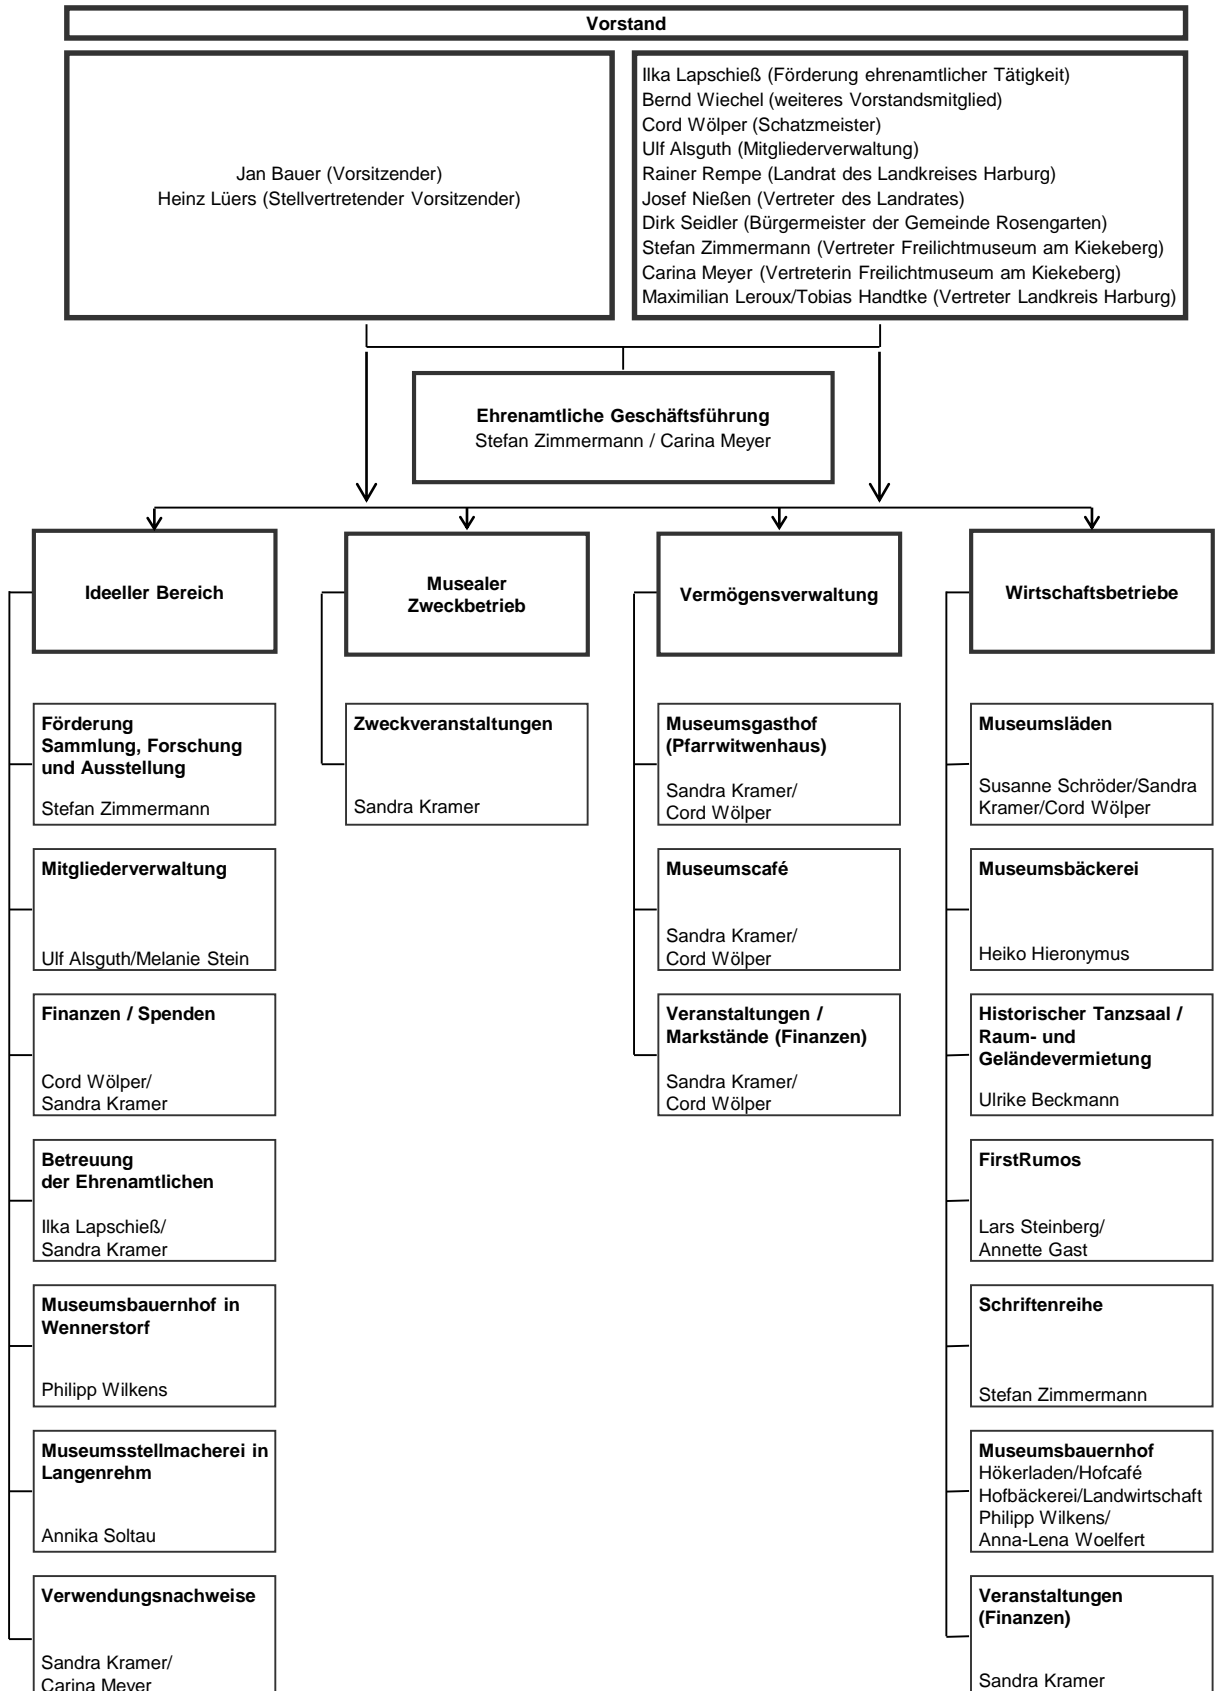 Vorstand
Jan Bauer (Vorsitzender)
Heinz Lüers (Stellvertretender Vorsitzender)
Ilka Lapschieß (Förderung ehrenamtlicher Tätigkeit)
Bernd Wiechel (weiteres Vorstandsmitglied)
Cord Wölper (Schatzmeister)
Ulf Alsguth (Mitgliederverwaltung)
Rainer Rempe (Landrat des Landkreises Harburg)
Josef Nießen (Vertreter des Landrates)
Dirk Seidler (Bürgermeister der Gemeinde Rosengarten)
Stefan Zimmermann (Vertreter Freilichtmuseum am Kiekeberg)
Carina Meyer (Vertreterin Freilichtmuseum am Kiekeberg)
Maximilian Leroux/Tobias Handtke (Vertreter Landkreis Harburg)
Ehrenamtliche Geschäftsführung
Stefan Zimmermann / Carina Meyer
Ideeller Bereich
Förderung
Sammlung, Forschung
und Ausstellung
Stefan Zimmermann
Mitgliederverwaltung
Ulf Alsguth/Melanie Stein
Finanzen / Spenden
Cord Wölper/
Sandra Kramer
Betreuung
der Ehrenamtlichen
Ilka Lapschieß/
Sandra Kramer
Museumsbauernhof in
Wennerstorf
Philipp Wilkens
Museumsstellmacherei in
Langenrehm
Annika Soltau
Verwendungsnachweise
Sandra Kramer/
Carina Meyer
Musealer
Zweckbetrieb
Zweckveranstaltungen
Sandra Kramer
Vermögensverwaltung
Museumsgasthof
(Pfarrwitwenhaus)
Sandra Kramer/
Cord Wölper
Museumscafé
Sandra Kramer/
Cord Wölper
Veranstaltungen /
Markstände (Finanzen)
Sandra Kramer/
Cord Wölper
Wirtschaftsbetriebe
Museumsläden
Susanne Schröder/Sandra
Kramer/Cord Wölper
Museumsbäckerei
Heiko Hieronymus
Historischer Tanzsaal /
Raum- und
Geländevermietung
Ulrike Beckmann
FirstRumos
Lars Steinberg/
Annette Gast
Schriftenreihe
Stefan Zimmermann
Museumsbauernhof
Hökerladen/Hofcafé
Hofbäckerei/Landwirtschaft
Philipp Wilkens/
Anna-Lena Woelfert
Veranstaltungen
(Finanzen)
Sandra Kramer